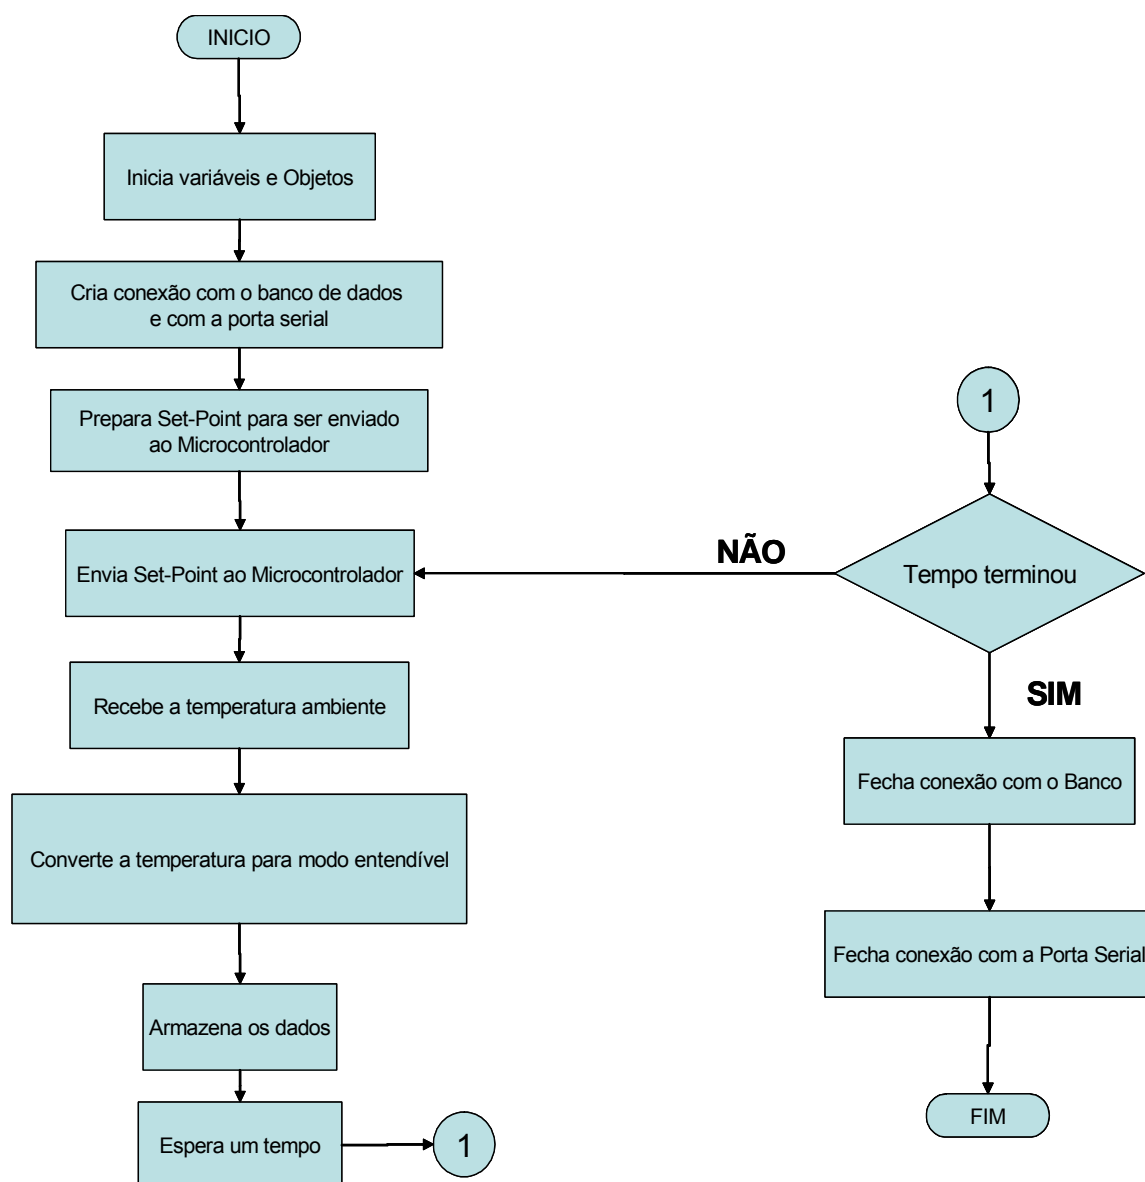 INICIO
Inicia variáveis e Objetos
Cria conexão com o banco de dados
e com a porta serial
Prepara Set-Point para ser enviado
ao Microcontrolador
Envia Set-Point ao Microcontrolador
Recebe a temperatura ambiente
Converte a temperatura para modo entendível
Armazena os dados
Espera um tempo
1
1
Tempo terminou
NÃO
SIM
Fecha conexão com o Banco
Fecha conexão com a Porta Serial
FIM